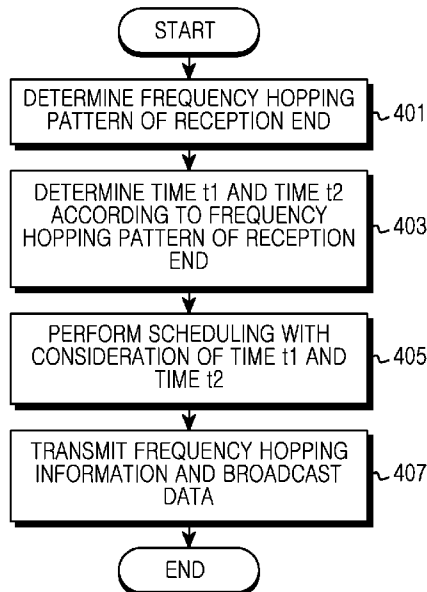 START
DETERMINE FREQUENCY HOPPING
PATTERN OF RECEPTION END
401
DETERMINE TIME t1 AND TIME t2
ACCORDING TO FREQUENCY
HOPPING PATTERN OF RECEPTION
END
403
PERFORM SCHEDULING WITH
CONSIDERATION OF TIME t1 AND
TIME t2
405
TRANSMIT FREQUENCY HOPPING
INFORMATION AND BROADCAST
DATA
407
END